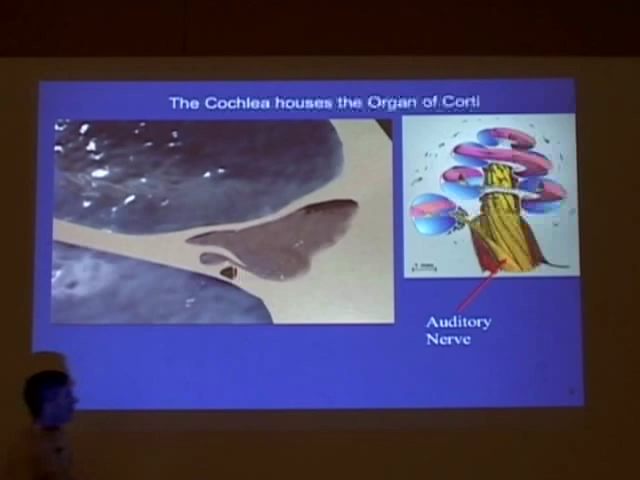 The Cochlea houses the Organ of Corti
Auditory
Nerve